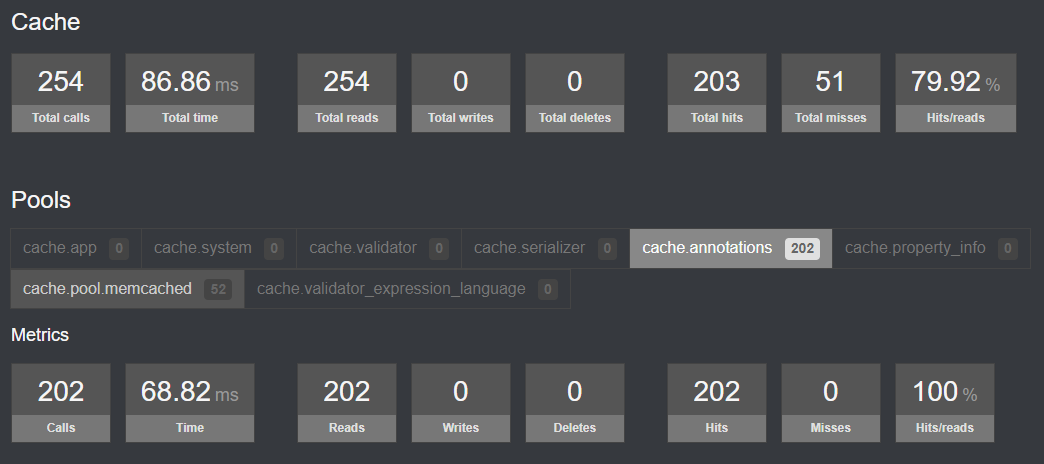 Cache
254 86.86 ms 254 0 0 203 51 79.92 %
Total calls Total time Total reads Total writes Total deletes Total hits Total misses Hits/reads
Pools
cache.app 0 cache.system 0 cache.validator 0 cache.serializer 0 cache.annotations 202 cache.property_info 0
cache.pool.memcached 52 cache.validator_expression_language 0
Metrics
202 68.82 ms 202 0 0 202 0 100 %
Calls Time Reads Writes Deletes Hits Misses Hits/reads